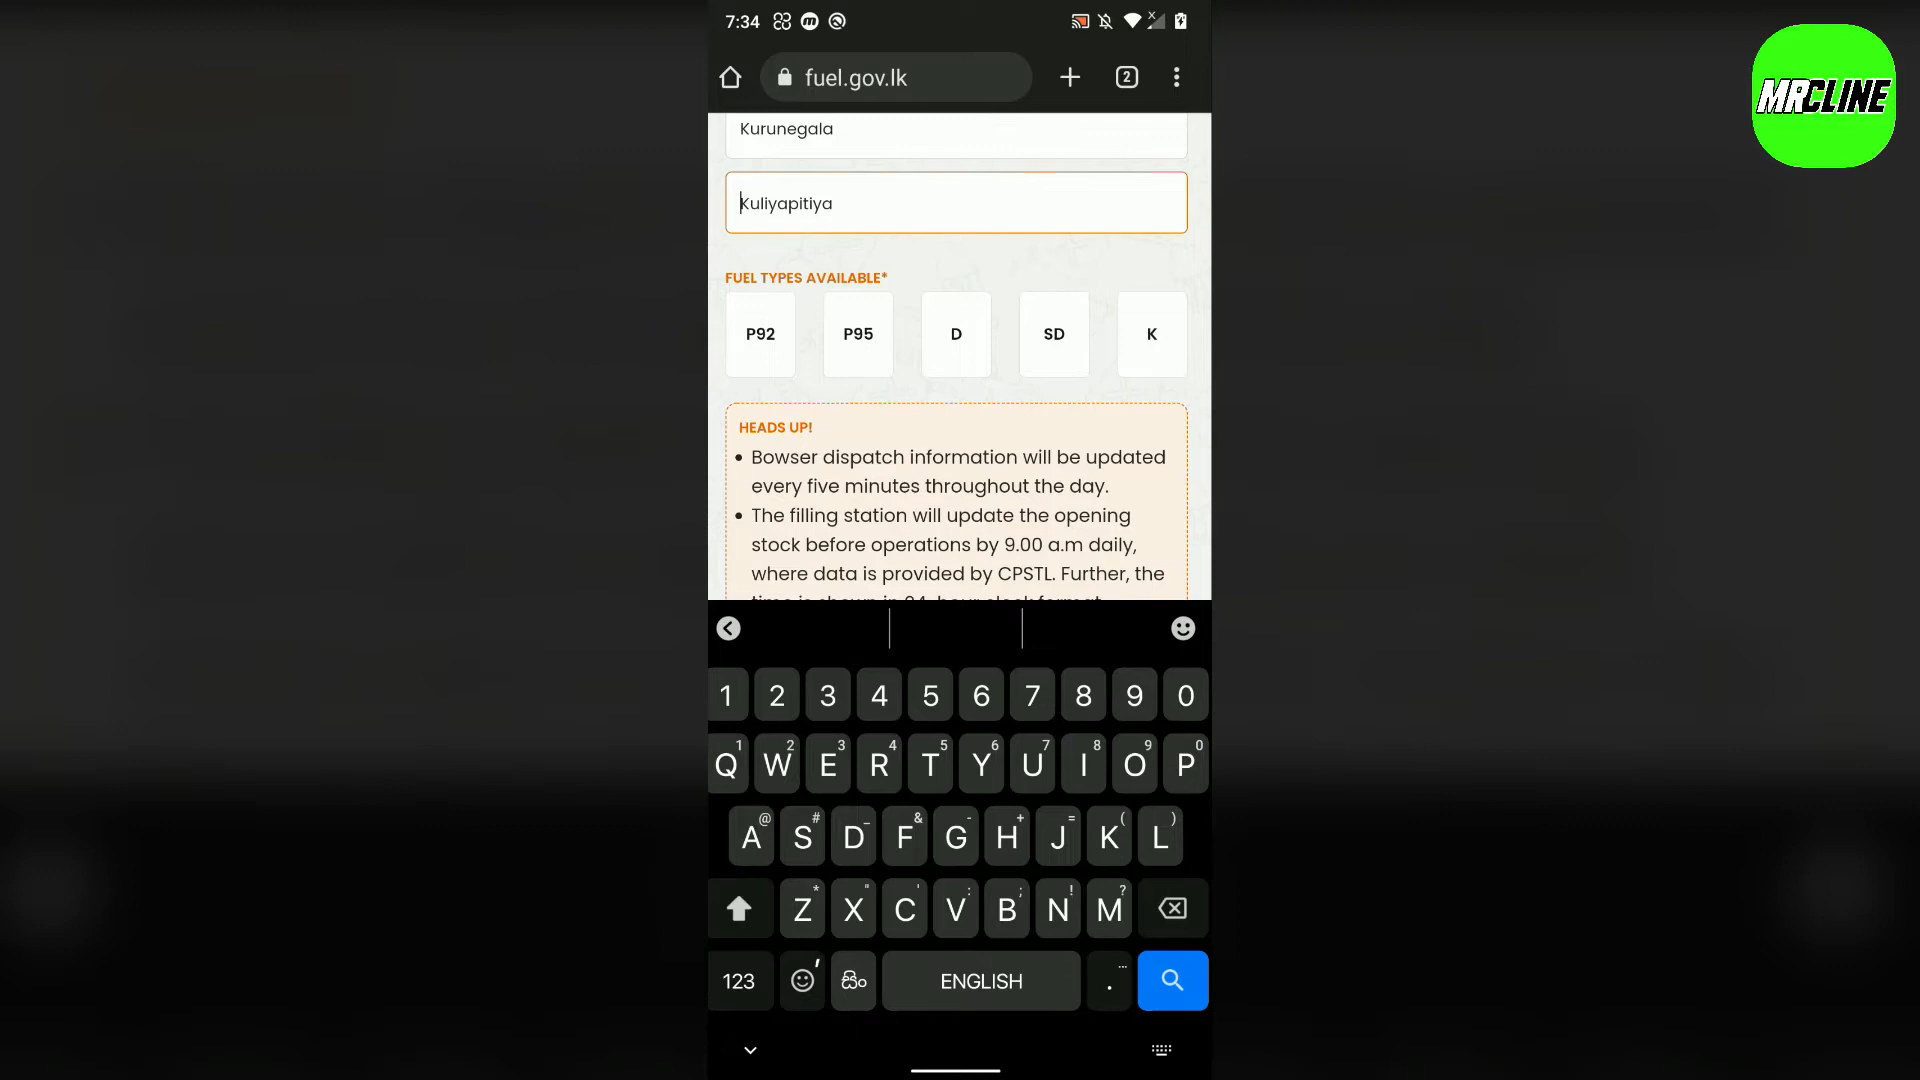 7:34
fuel.gov.lk
2
MRCLINE
Kurunegala
Kuliyapitiya
FUEL TYPES AVAILABLE*
P92 P95 D SD K
HEADS UP!
• Bowser dispatch information will be updated
every five minutes throughout the day.
• The filling station will update the opening
stock before operations by 9.00 a.m daily,
where data is provided by CPSTL. Further, the
1 2 3 4 5 6 7 8 9 0
Q W E R T Y U I O P
A S D F G H J K L
Z X C V B N M
123 සිං ENGLISH .